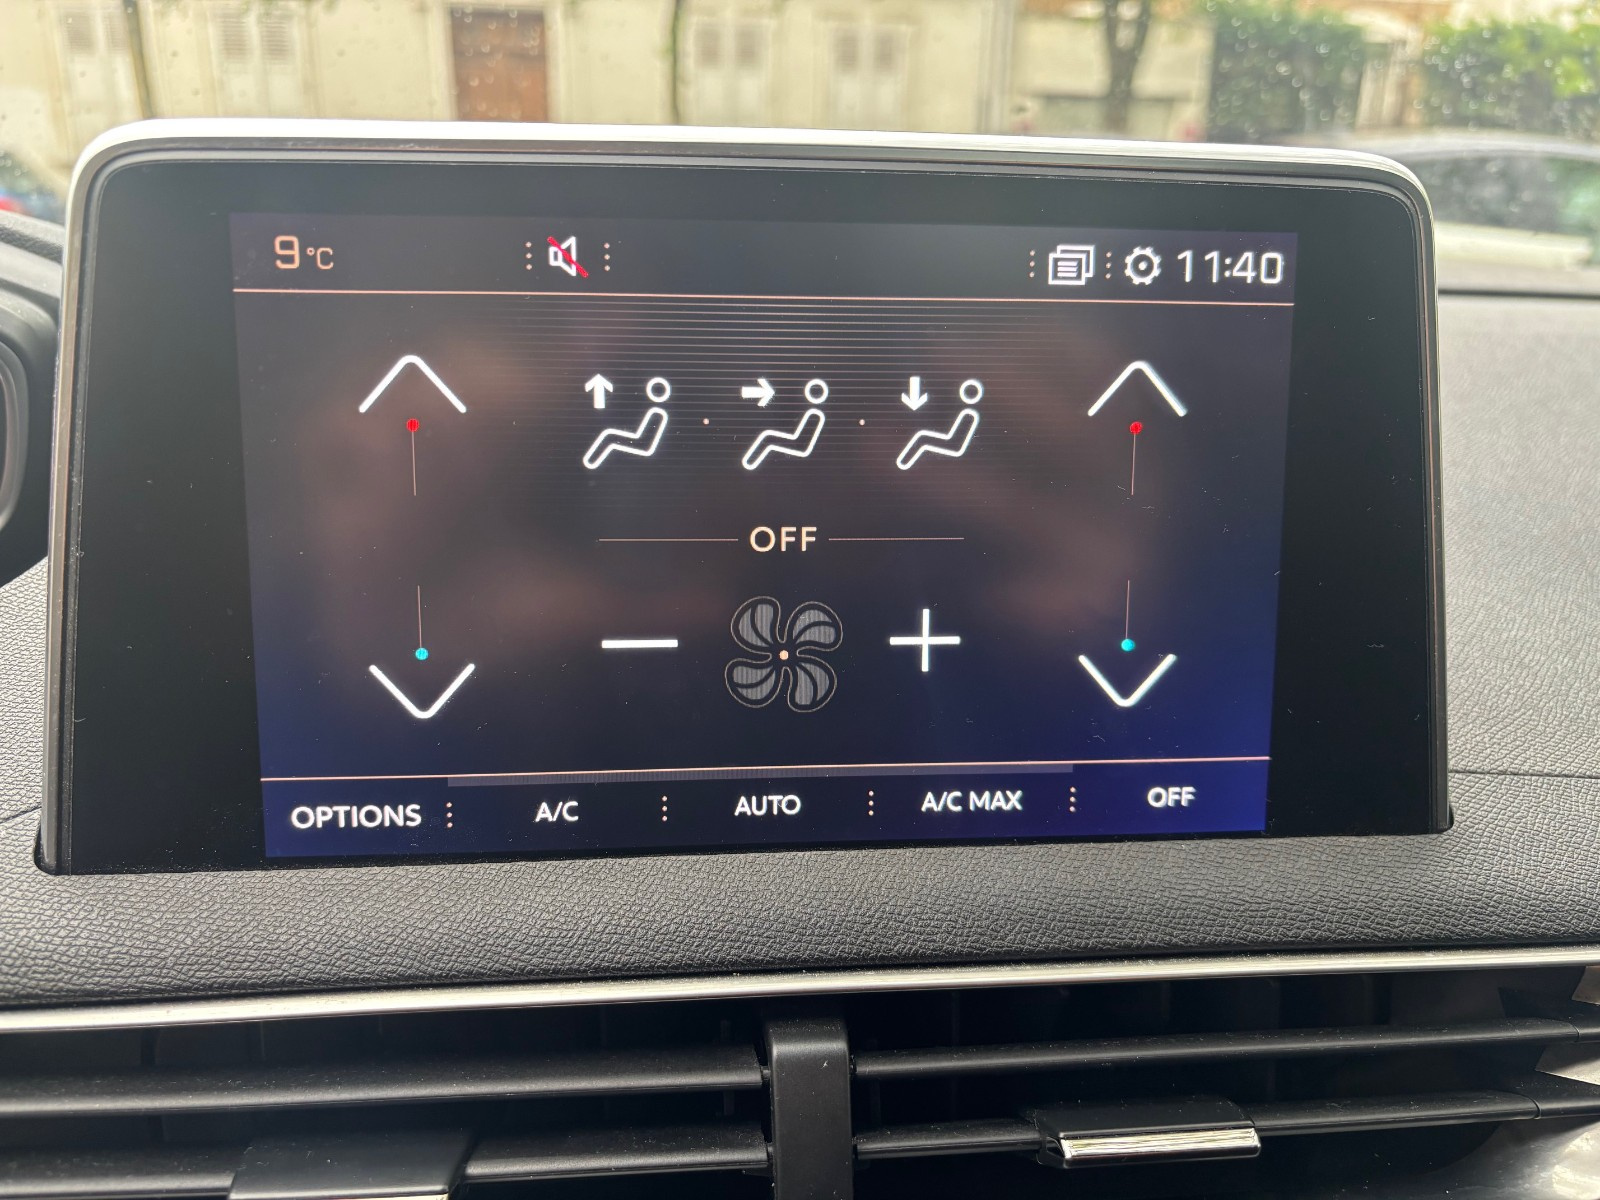 9°C
11:40
OFF
OPTIONS A/C AUTO A/C MAX OFF